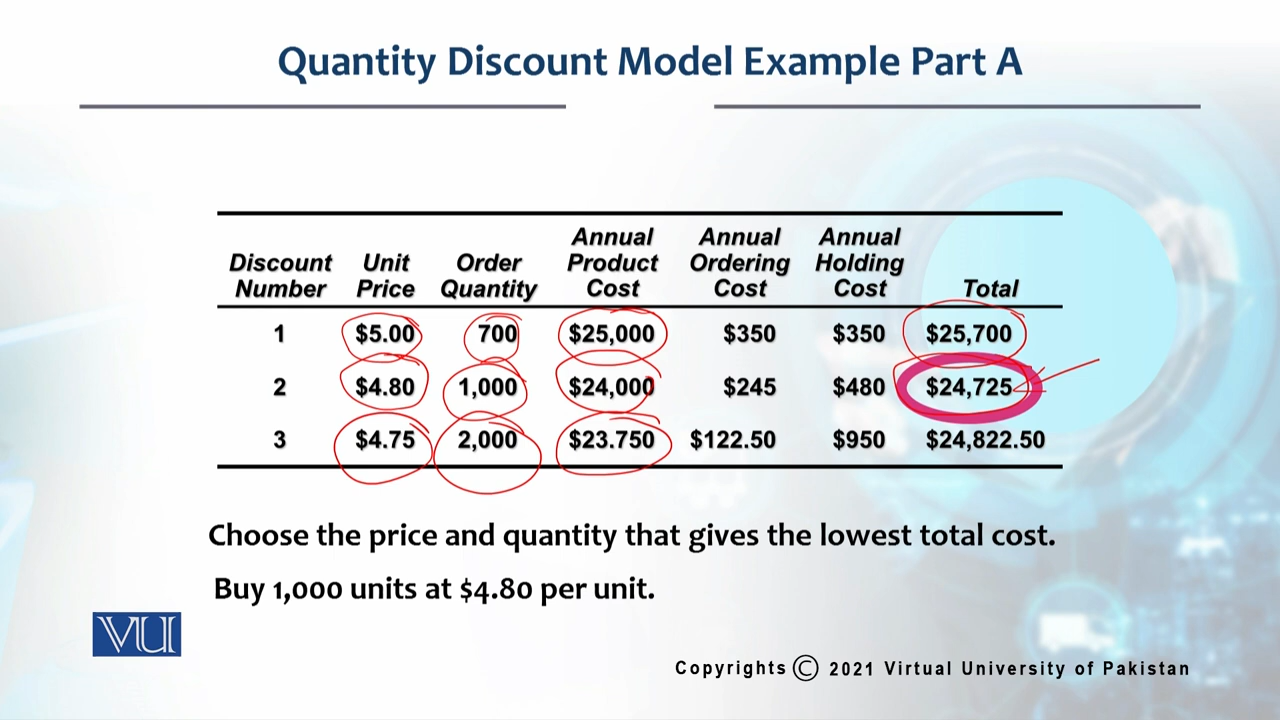 Quantity Discount Model Example Part A
Discount Number Unit Price Order Quantity Annual Product Cost Annual Ordering Cost Annual Holding Cost Total
1 $5.00 700 $25,000 $350 $350 $25,700
2 $4.80 1,000 $24,000 $245 $480 $24,725
3 $4.75 2,000 $23.750 $122.50 $950 $24,822.50
Choose the price and quantity that gives the lowest total cost.
Buy 1,000 units at $4.80 per unit.
VU
Copyrights © 2021 Virtual University of Pakistan